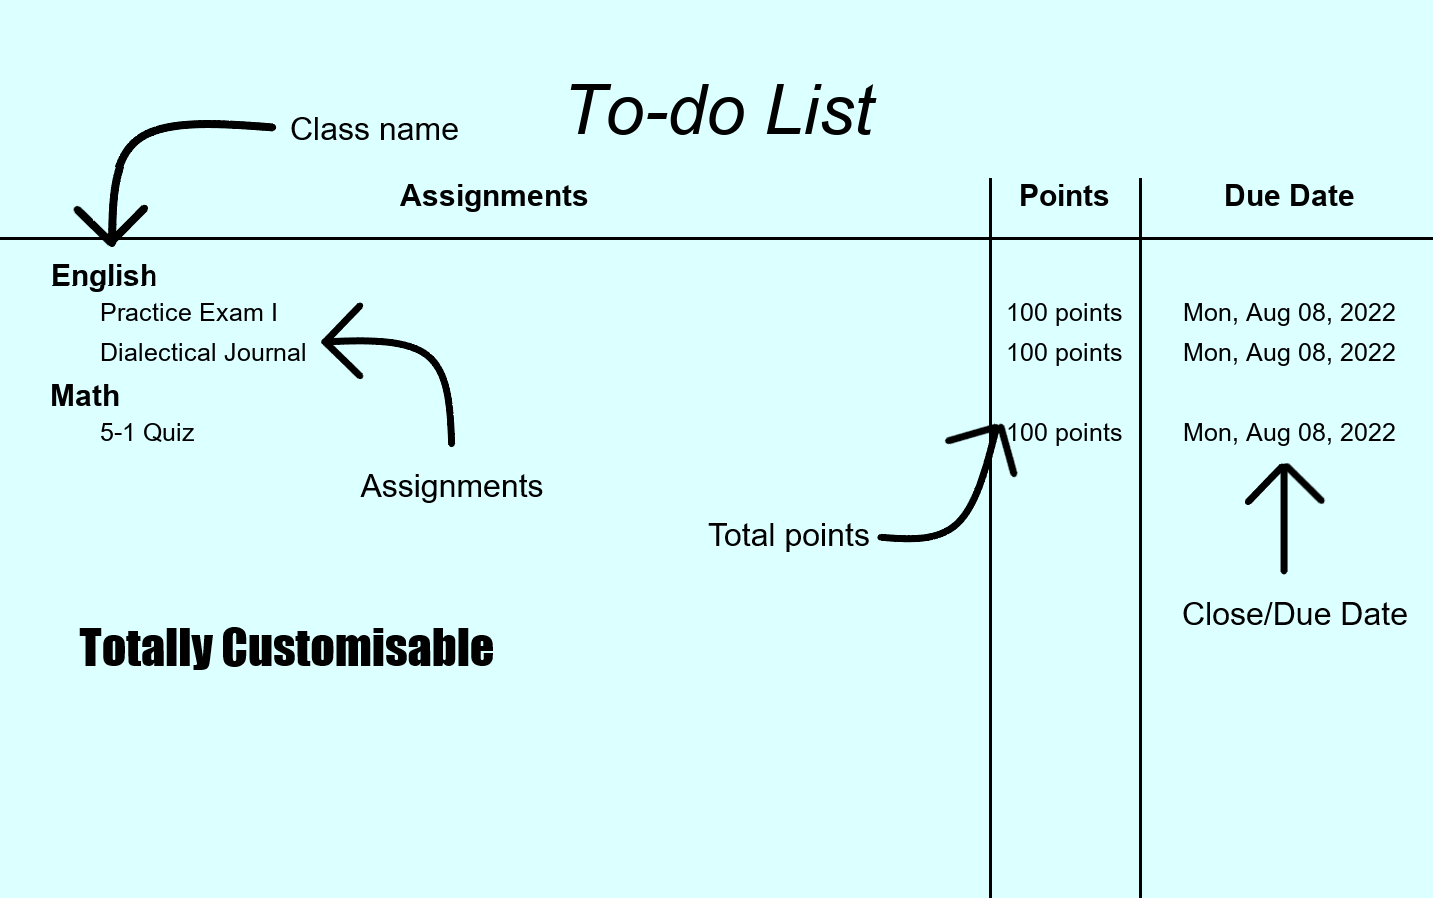 To-do List
Class name
Assignments Points Due Date
English
Practice Exam I 100 points Mon, Aug 08, 2022
Dialectical Journal 100 points Mon, Aug 08, 2022
Math
5-1 Quiz 100 points Mon, Aug 08, 2022
Assignments
Total points
Close/Due Date
Totally Customisable